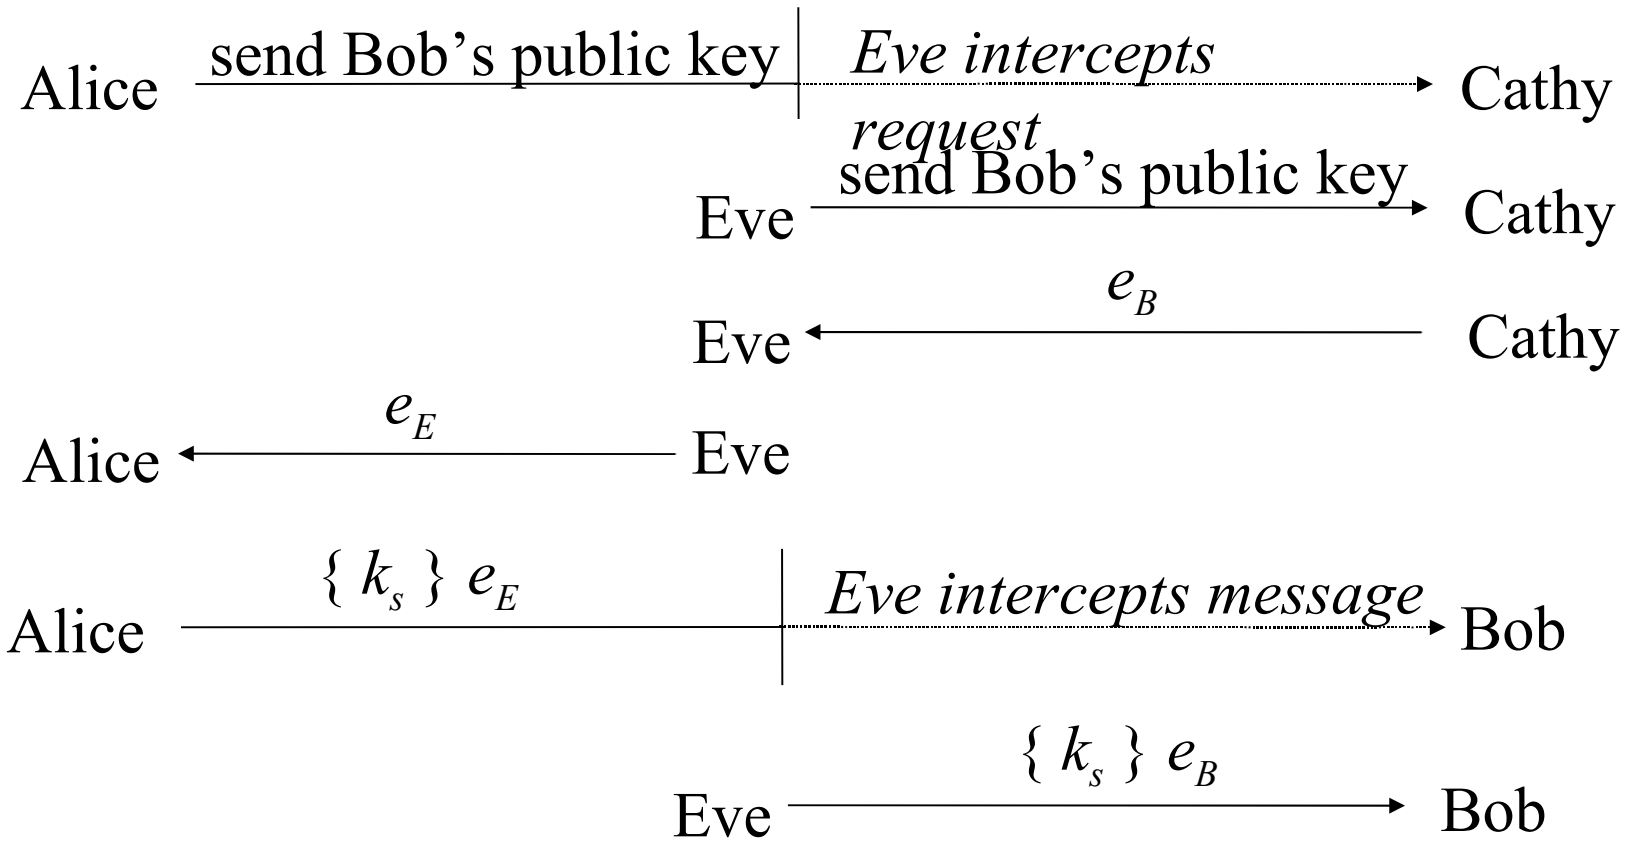 Alice send Bob’s public key Eve intercepts Cathy
request
Eve send Bob’s public key Cathy
Eve e_B Cathy
Alice e_E Eve
Alice { k_s } e_E Eve intercepts message Bob
Eve { k_s } e_B Bob